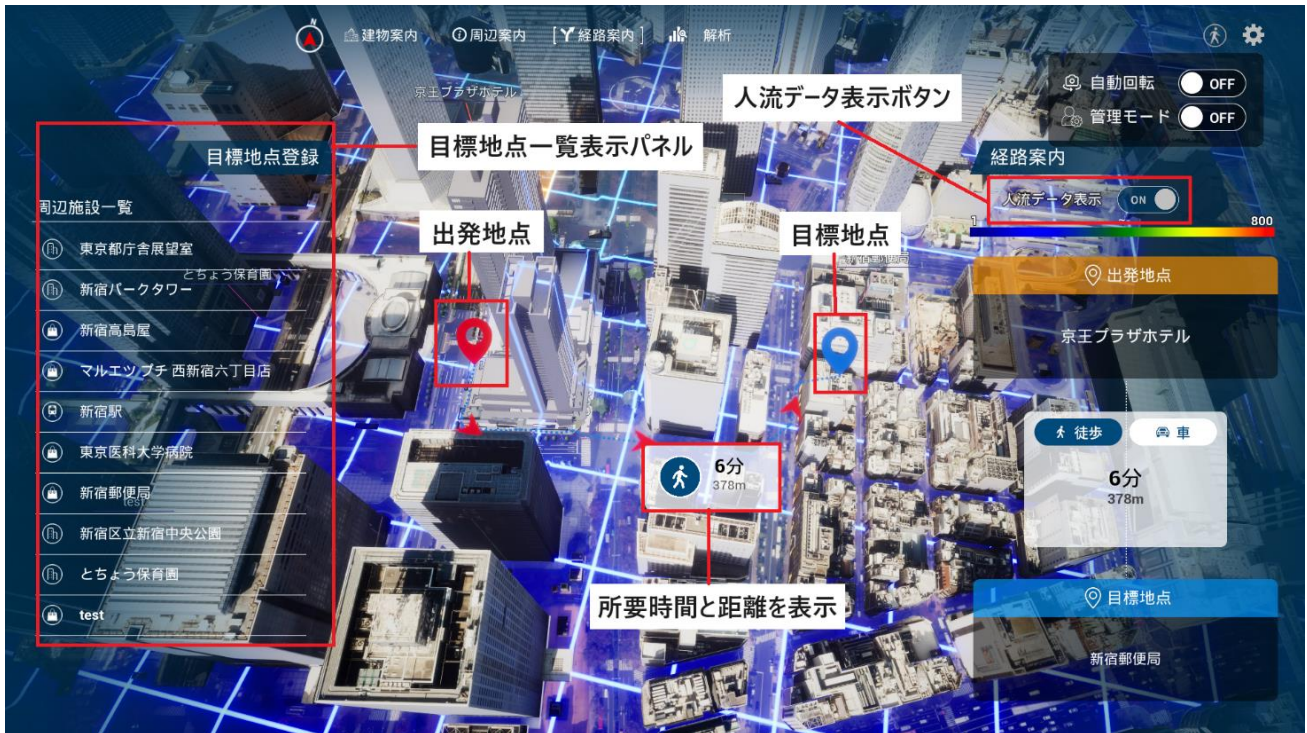 N
建物案内
周辺案内
[ 経路案内 ]
解析
京王プラザホテル
自動回転 OFF
管理モード OFF
人流データ表示ボタン
目標地点一覧表示パネル
目標地点登録
経路案内
人流データ表示 ON
1 ~ 800
周辺施設一覧
東京都庁舎展望室
とちょう保育園
新宿パークタワー
新宿高島屋
マルエツ プチ 西新宿六丁目店
新宿駅
東京医科大学病院
新宿郵便局
test
新宿区立新宿中央公園
とちょう保育園
test
出発地点
目標地点
新宿郵便局
6分
378m
所要時間と距離を表示
出発地点
京王プラザホテル
徒歩
車
6分
378m
目標地点
新宿郵便局